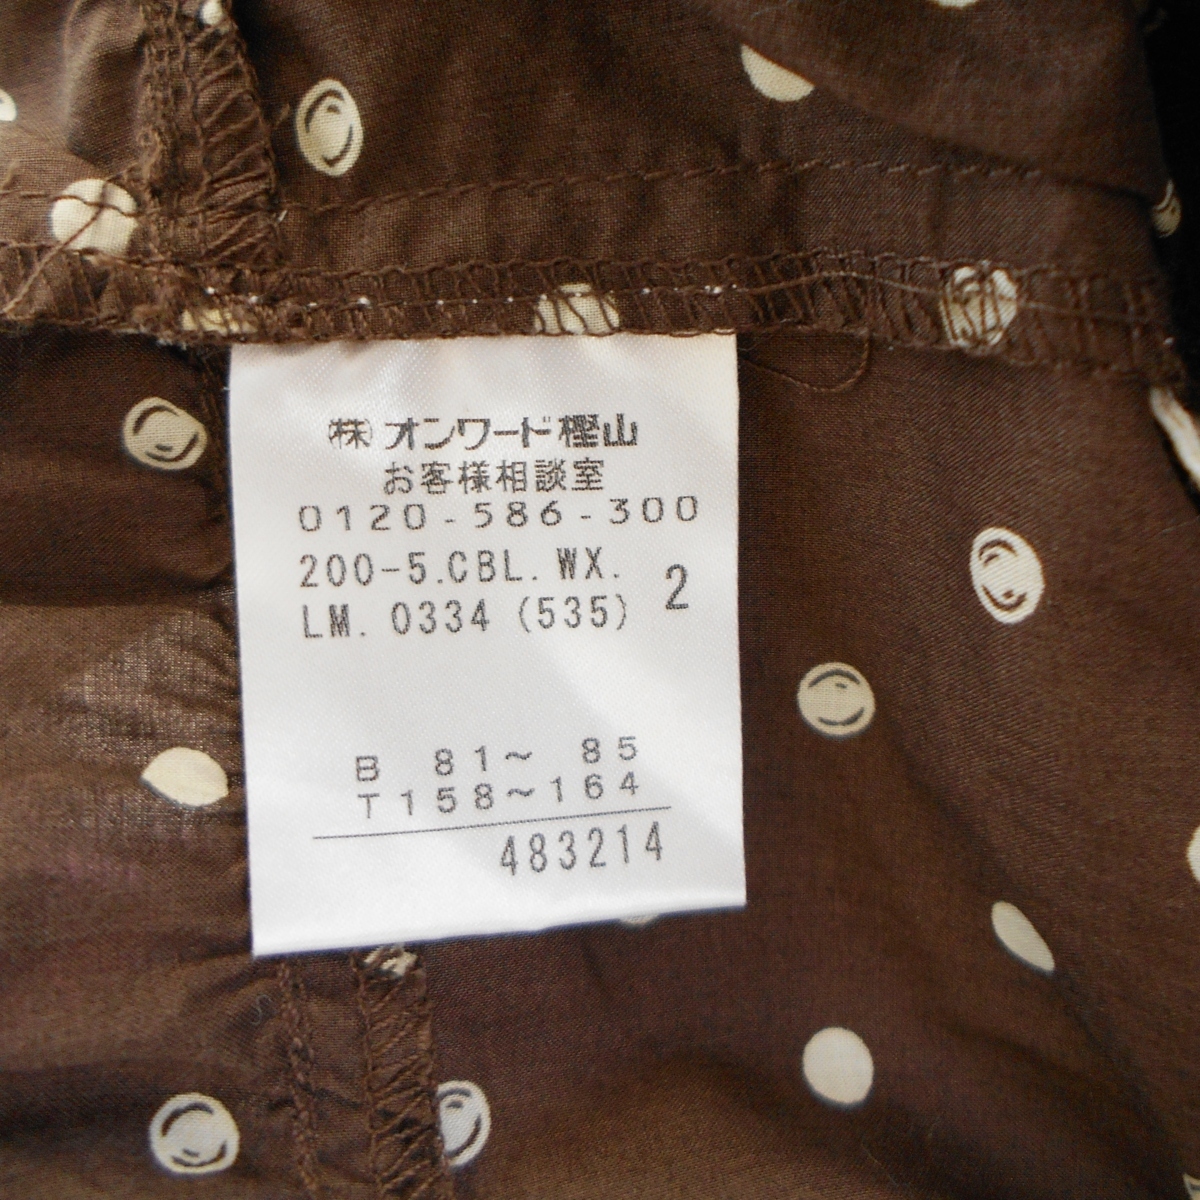 ㈱オンワード樫山
お客様相談室
0120-586-300
200-5.CBL.WX.
LM.0334(535) 2
B 81〜 85
T158〜164
483214